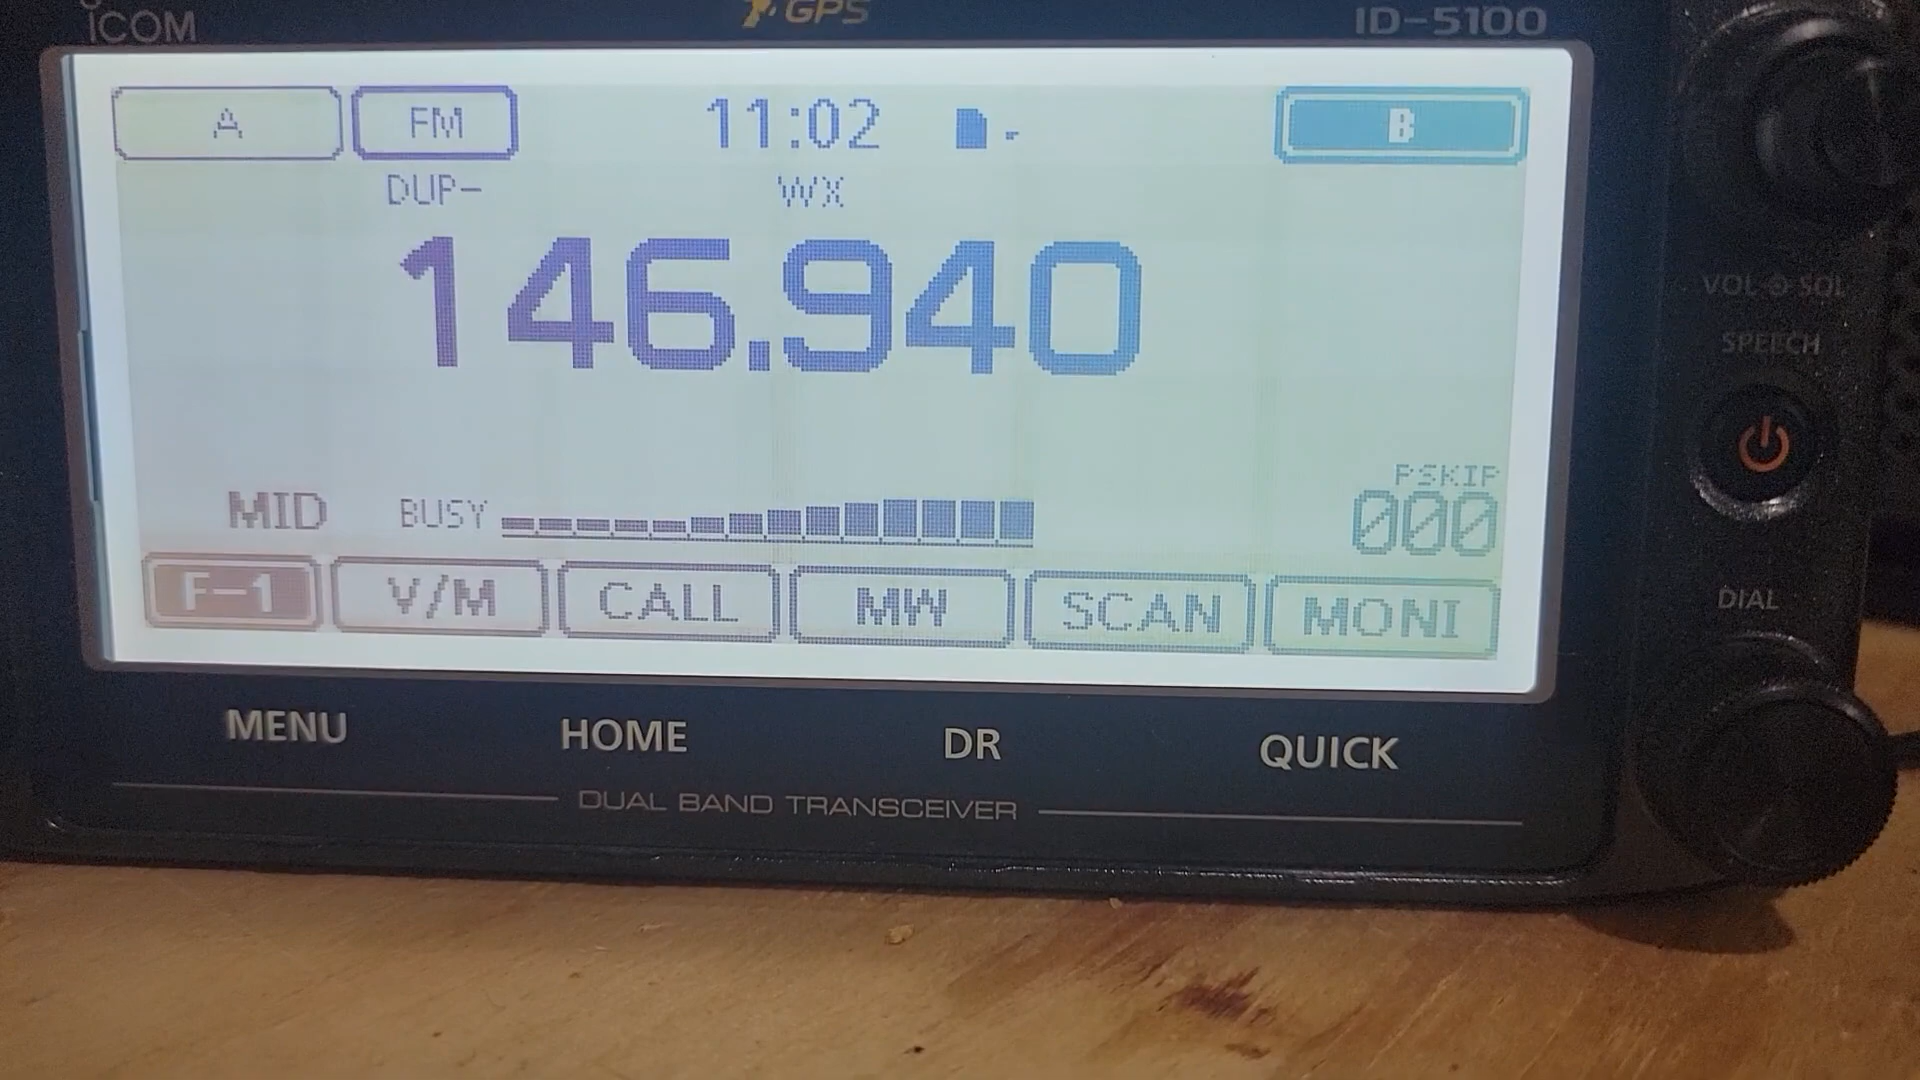 ICOM GPS ID-5100
A FM 11:02 B
DUP- WX
146.940
VOL SQL
SPEECH
PSKIP
MID BUSY 000
F-1 V/M CALL MW SCAN MONI
DIAL
MENU HOME DR QUICK
DUAL BAND TRANSCEIVER